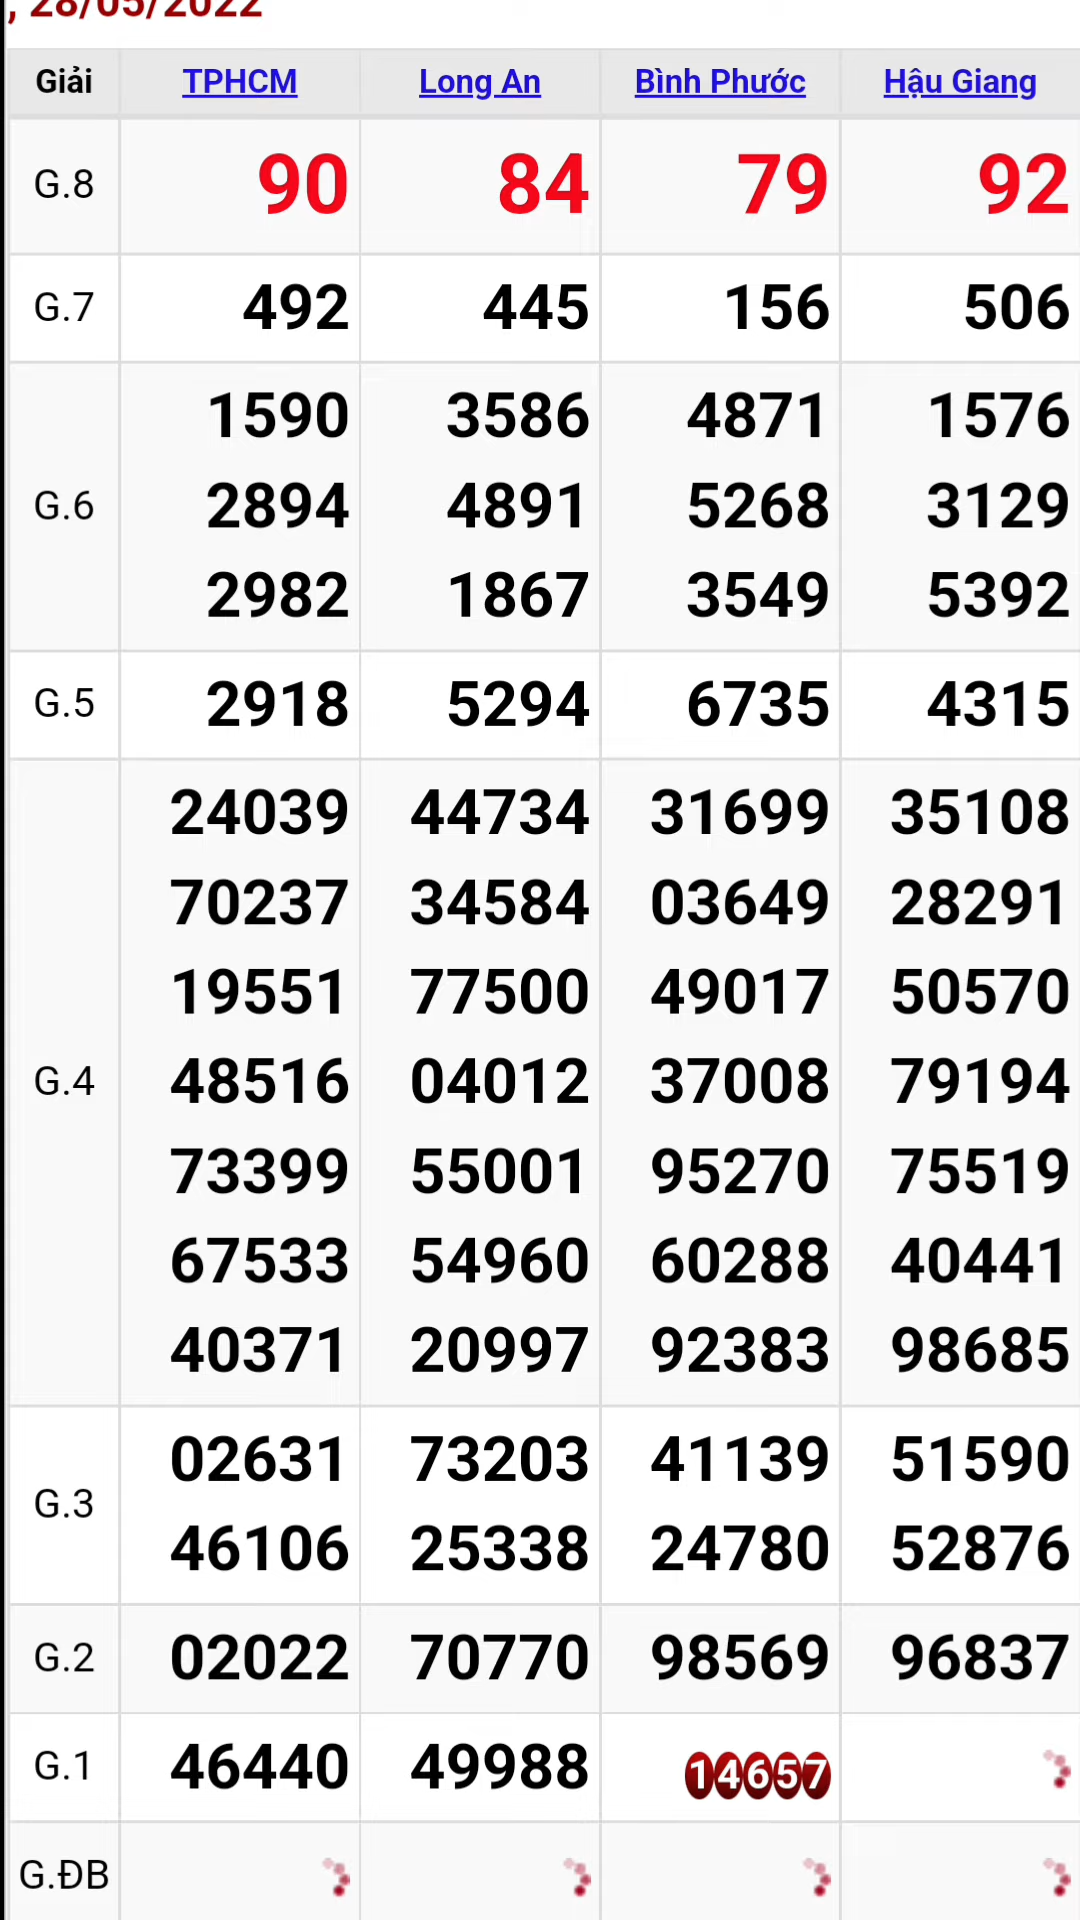 , 28/05/2022
Giải TPHCM Long An Bình Phước Hậu Giang
G.8 90 84 79 92
G.7 492 445 156 506
1590 3586 4871 1576
G.6 2894 4891 5268 3129
2982 1867 3549 5392
G.5 2918 5294 6735 4315
24039 44734 31699 35108
70237 34584 03649 28291
19551 77500 49017 50570
G.4 48516 04012 37008 79194
73399 55001 95270 75519
67533 54960 60288 40441
40371 20997 92383 98685
02631 73203 41139 51590
G.3
46106 25338 24780 52876
G.2 02022 70770 98569 96837
G.1 46440 49988 14657
G.ĐB